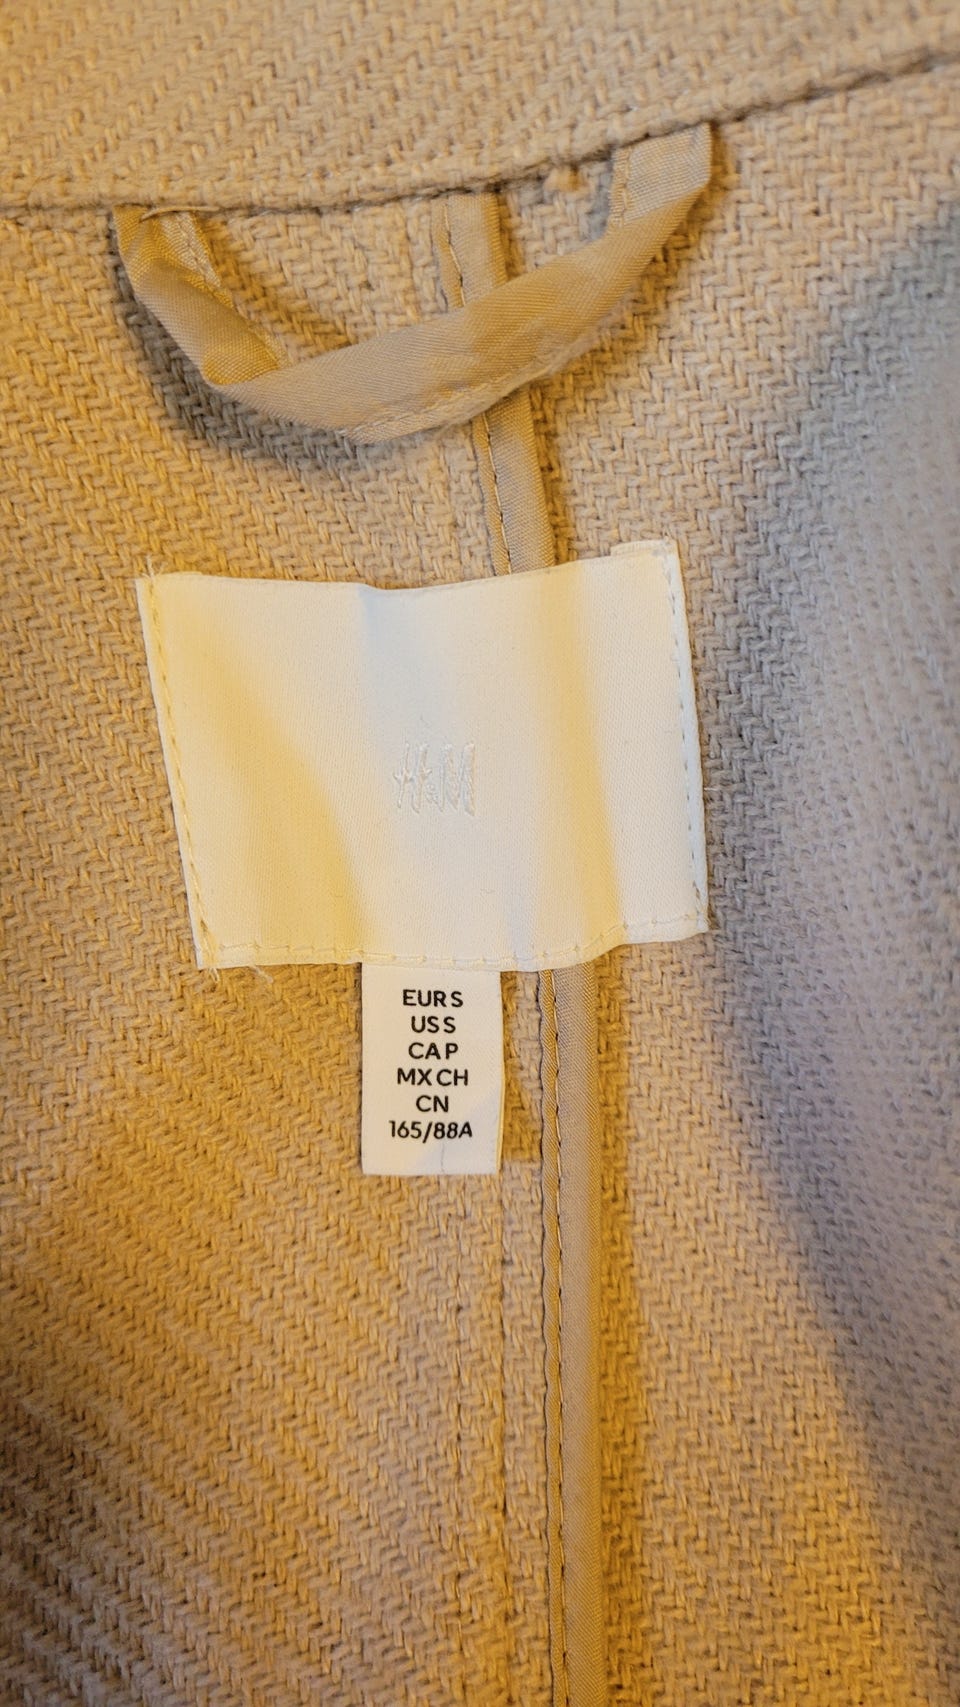 H&M
EUR S
US S
CA P
MX CH
CN
165/88A